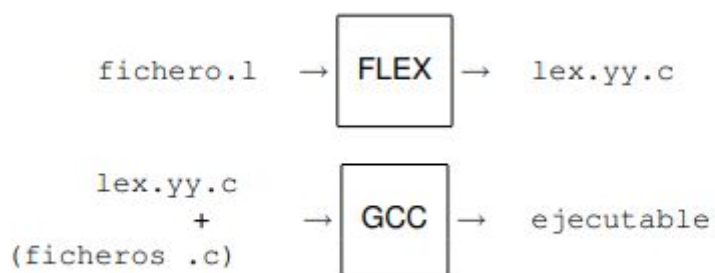 fichero.l → FLEX → lex.yy.c
lex.yy.c
+ → GCC → ejecutable
(ficheros .c)